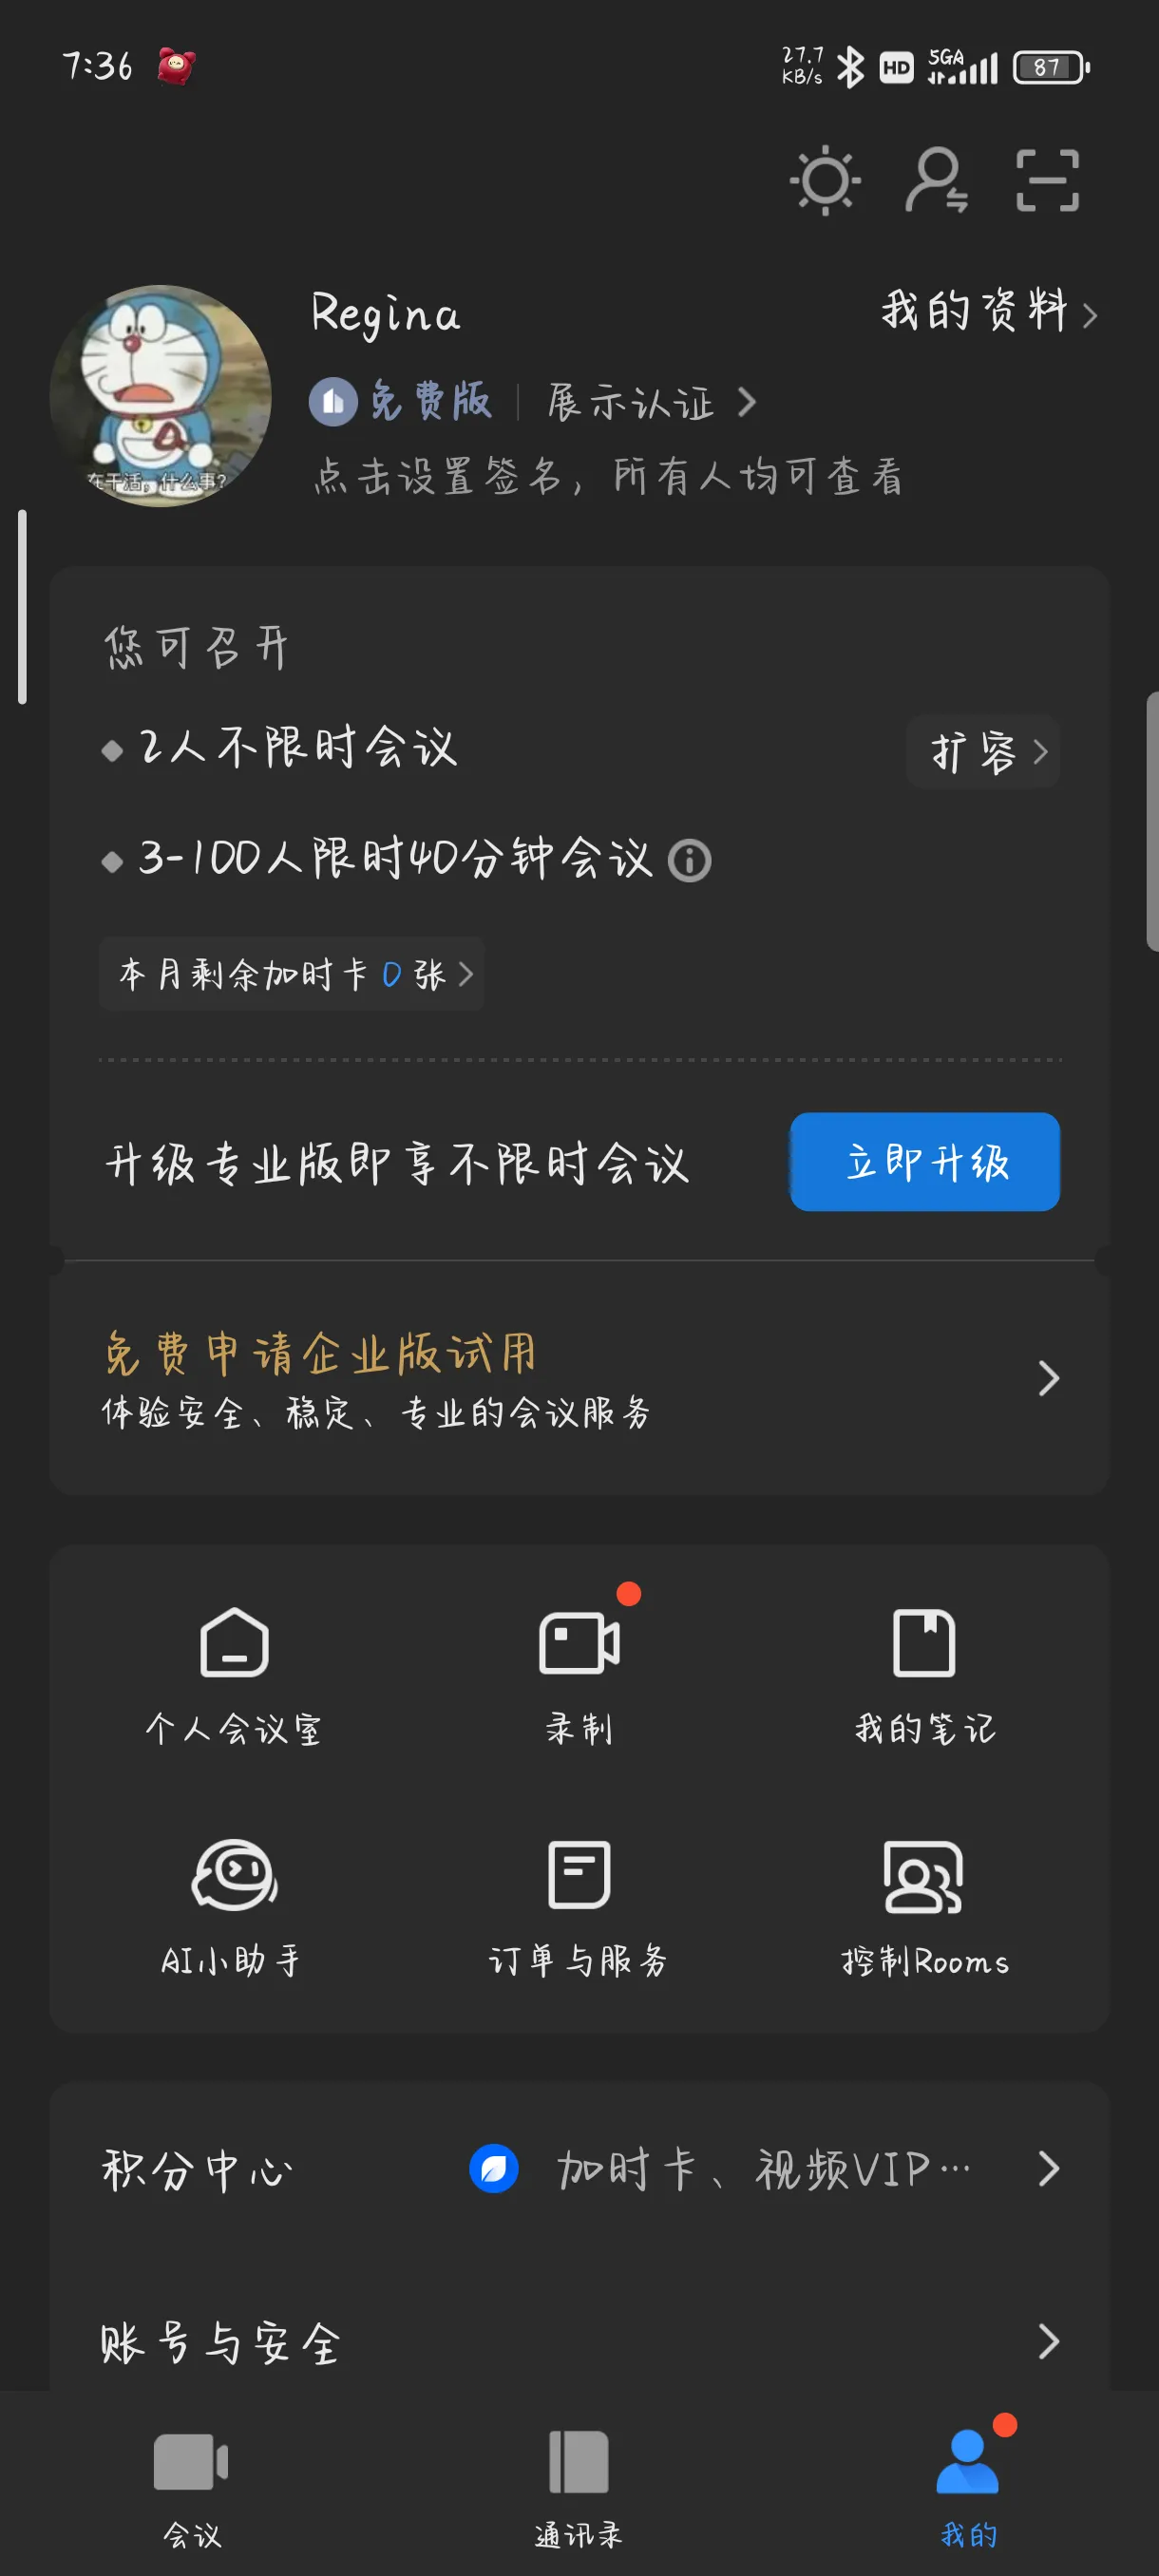 7:36
27.7 KB/s
HD
5GA
87
Regina
我的资料
免费版
展示认证
点击设置签名，所有人均可查看
在干活，什么事?
您可召开
2人不限时会议
扩容
3-100人限时40分钟会议
本月剩余加时卡 0 张
升级专业版即享不限时会议
立即升级
免费申请企业版试用
体验安全、稳定、专业的会议服务
个人会议室
录制
我的笔记
AI小助手
订单与服务
控制Rooms
积分中心
加时卡、视频VIP…
账号与安全
会议
通讯录
我的